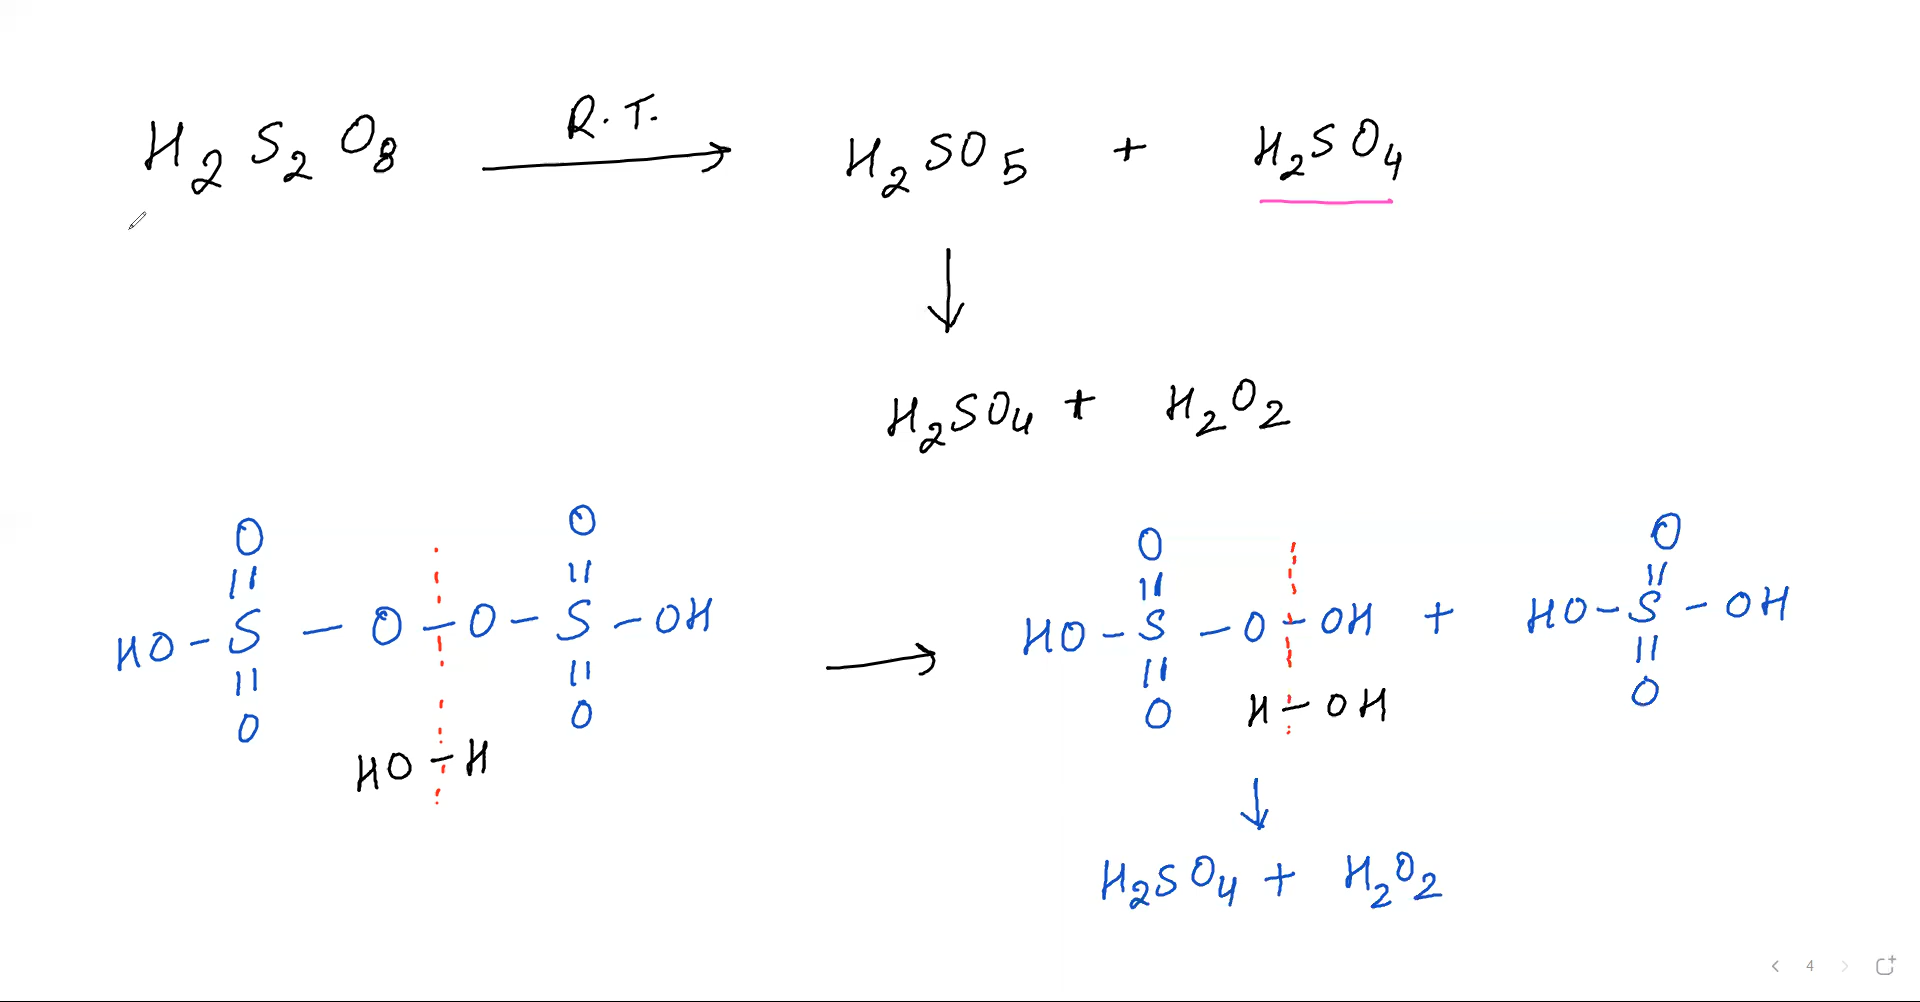 R.T.
H₂S₂O₈ ⟶ H₂SO₅ + H₂SO₄
↓
H₂SO₄ + H₂O₂
O O O O
|| || || ||
HO - S - O - O - S - OH ⟶ HO - S - O - OH + HO - S - OH
|| || || ||
O O O O
HO - H H - OH
↓
H₂SO₄ + H₂O₂
4